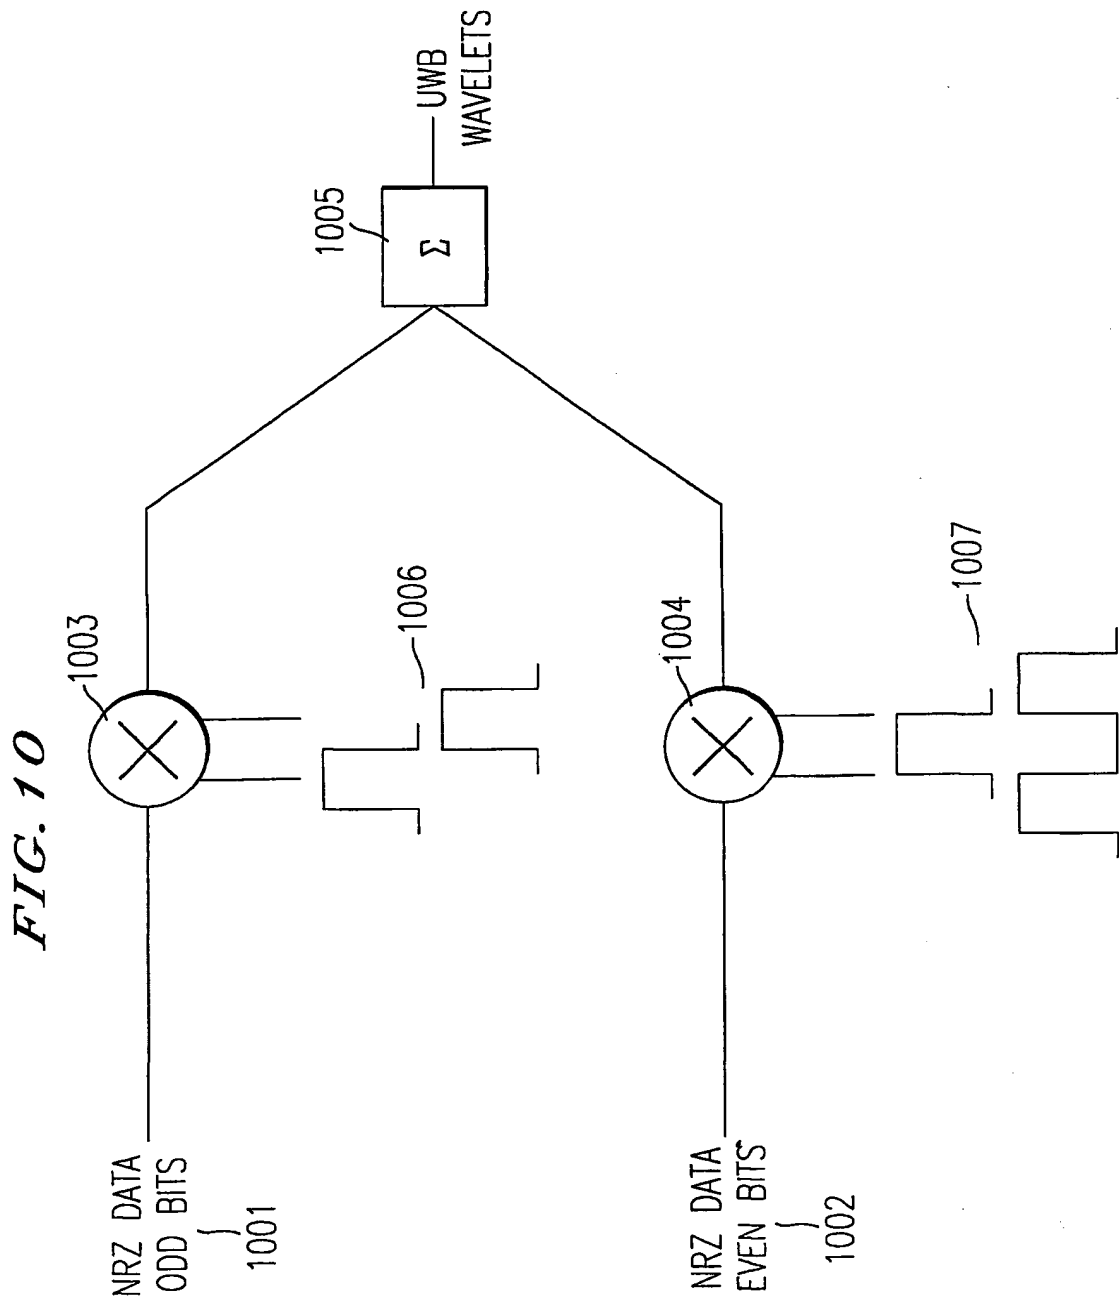 FIG. 10
NRZ DATA
ODD BITS
1001
1003
1006
1005
Σ
UWB
WAVELETS
NRZ DATA
EVEN BITS
1002
1004
1007